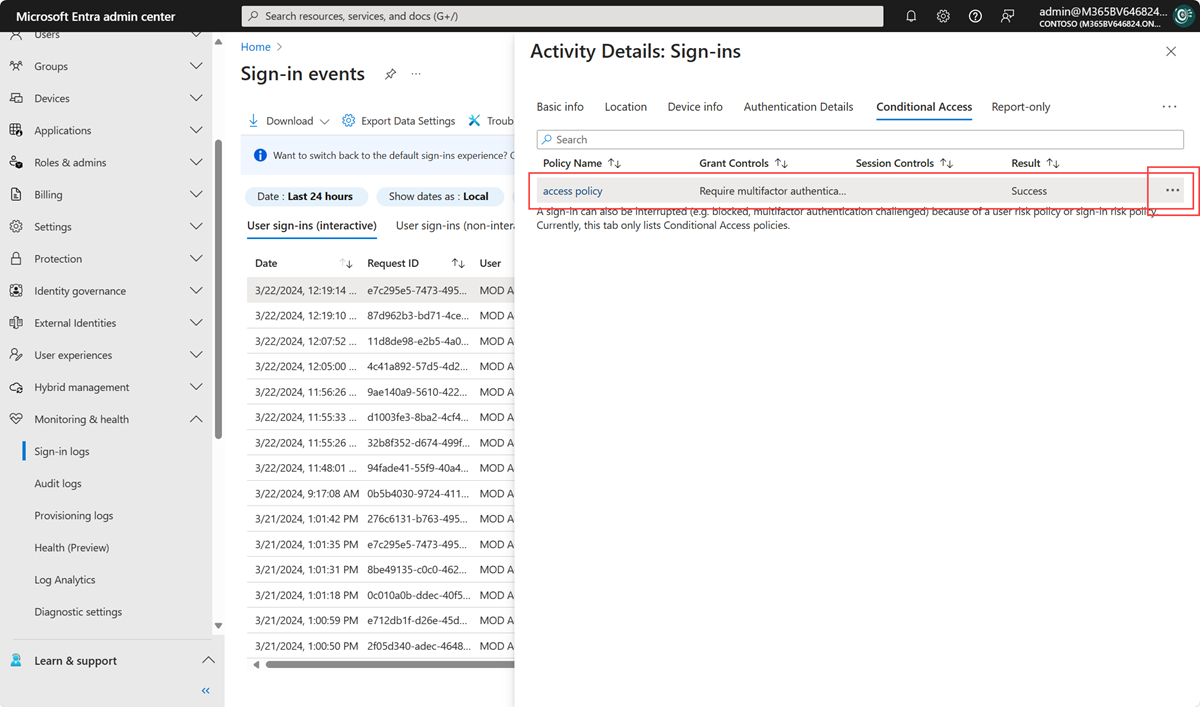 Microsoft Entra admin center
Search resources, services, and docs (G+/)
admin@M365BV646824...
CONTOSO (M365BV646824.ON...
Users
Groups
Devices
Applications
Roles & admins
Billing
Settings
Protection
Identity governance
External Identities
User experiences
Hybrid management
Monitoring & health
Sign-in logs
Audit logs
Provisioning logs
Health (Preview)
Log Analytics
Diagnostic settings
Learn & support
Home
Sign-in events
Download
Export Data Settings
Troub
Want to switch back to the default sign-ins experience? C
Date : Last 24 hours
Show dates as : Local
User sign-ins (interactive)
User sign-ins (non-intera
Date Request ID User
3/22/2024, 12:19:14 ... e7c295e5-7473-495... MOD A
3/22/2024, 12:19:10 ... 87d962b3-bd71-4ce... MOD A
3/22/2024, 12:07:52 ... 11d8de98-e2b5-4a0... MOD A
3/22/2024, 12:05:00 ... 4c41a892-57d5-4d2... MOD A
3/22/2024, 11:56:26 ... 9ae140a9-5610-422... MOD A
3/22/2024, 11:55:33 ... d1003fe3-8ba2-4cf4... MOD A
3/22/2024, 11:55:26 ... 32b8f352-d674-499f... MOD A
3/22/2024, 11:48:01 ... 94fade41-55f9-40a4... MOD A
3/22/2024, 9:17:08 AM 0b5b4030-9724-411... MOD A
3/21/2024, 1:01:42 PM 276c6131-b763-495... MOD A
3/21/2024, 1:01:35 PM e7c295e5-7473-495... MOD A
3/21/2024, 1:01:31 PM 8be49135-c0c0-462... MOD A
3/21/2024, 1:01:18 PM 0c010a0b-ddec-40f5... MOD A
3/21/2024, 1:00:59 PM e712db1f-d26e-45d... MOD A
3/21/2024, 1:00:50 PM 2f05d340-adec-4648... MOD A
Activity Details: Sign-ins
Basic info Location Device info Authentication Details Conditional Access Report-only
Search
Policy Name Grant Controls Session Controls Result
access policy Require multifactor authentica... Success
A sign-in can also be interrupted (e.g. blocked, multifactor authentication challenged) because of a user risk policy or sign-in risk policy.
Currently, this tab only lists Conditional Access policies.